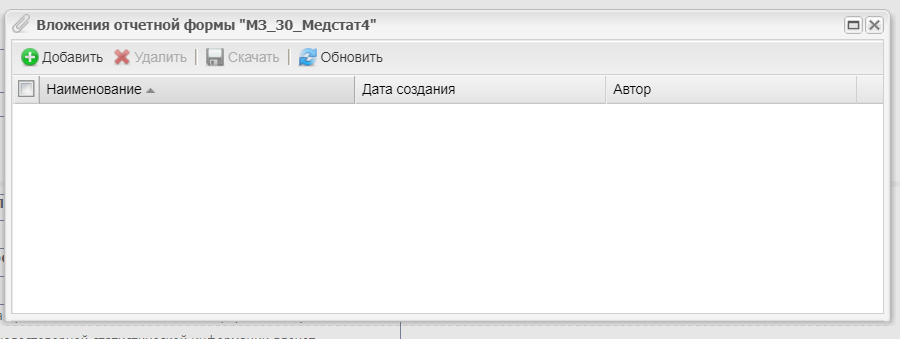 Вложения отчетной формы "МЗ_30_Медстат4"
Добавить Удалить Скачать Обновить
Наименование Дата создания Автор